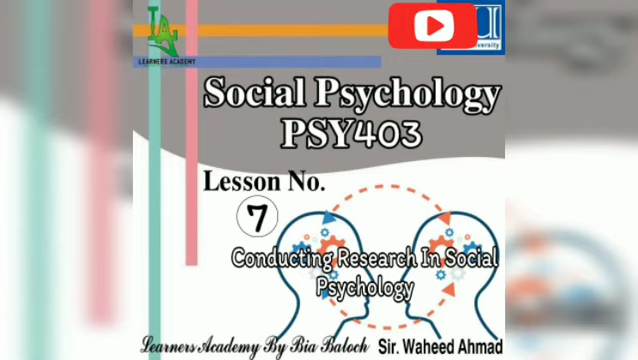 LEARNERS ACADEMY
Social Psychology
PSY403
Lesson No.
7
Conducting Research In Social
Psychology
Learners Academy By Bia Baloch
Sir. Waheed Ahmad